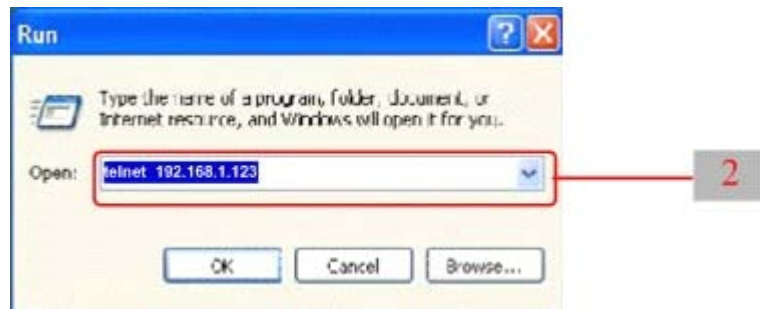 Run
Type the name of a program, folder, document, or
Internet resource, and Windows will open it for you.
Open: telnet 192.168.1.123
2
OK Cancel Browse...